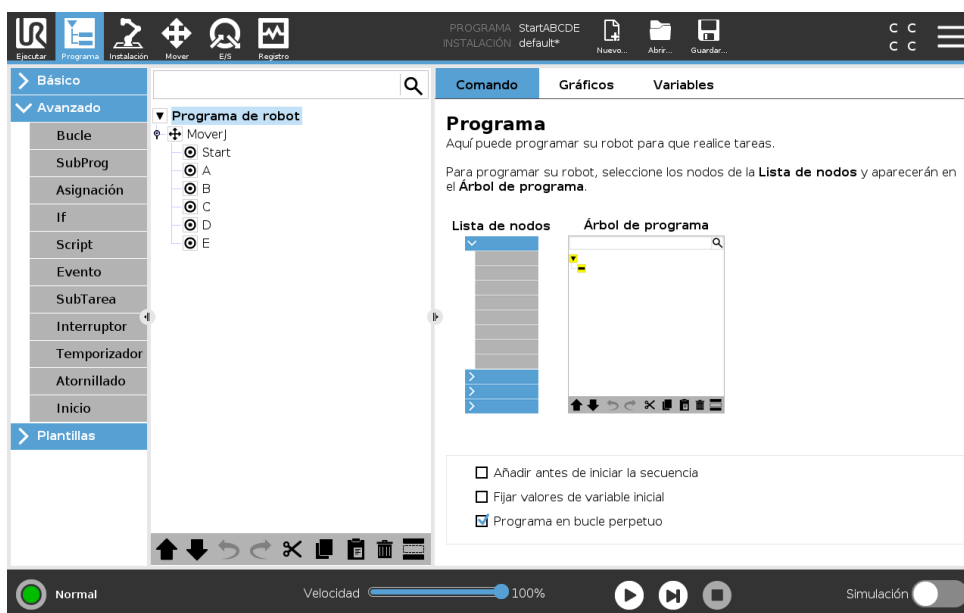 UR
PROGRAMA StartABCDE
INSTALACIÓN default*
Ejecutar Programa Instalación Mover E/S Registro Nuevo... Abrir... Guardar...
C C
C C
Básico
Avanzado
Bucle
SubProg
Asignación
If
Script
Evento
SubTarea
Interruptor
Temporizador
Atornillado
Inicio
Plantillas
Programa de robot
MoverJ
Start
A
B
C
D
E
Comando Gráficos Variables
Programa
Aquí puede programar su robot para que realice tareas.
Para programar su robot, seleccione los nodos de la Lista de nodos y aparecerán en
el Árbol de programa.
Lista de nodos Árbol de programa
Añadir antes de iniciar la secuencia
Fijar valores de variable inicial
Programa en bucle perpetuo
Normal Velocidad 100% Simulación